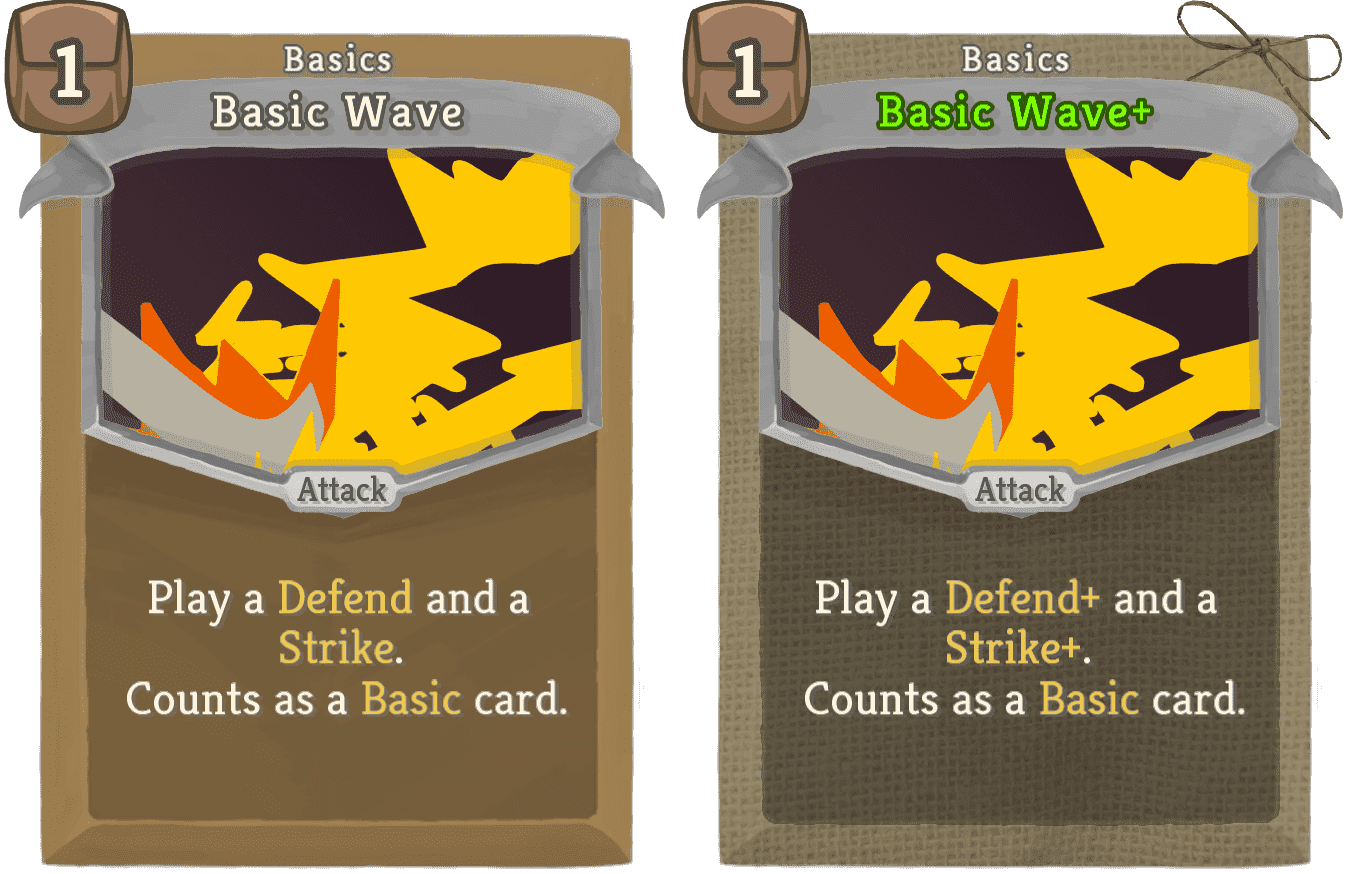 1
Basics
Basic Wave
Attack
Play a Defend and a
Strike.
Counts as a Basic card.
1
Basics
Basic Wave+
Attack
Play a Defend+ and a
Strike+.
Counts as a Basic card.